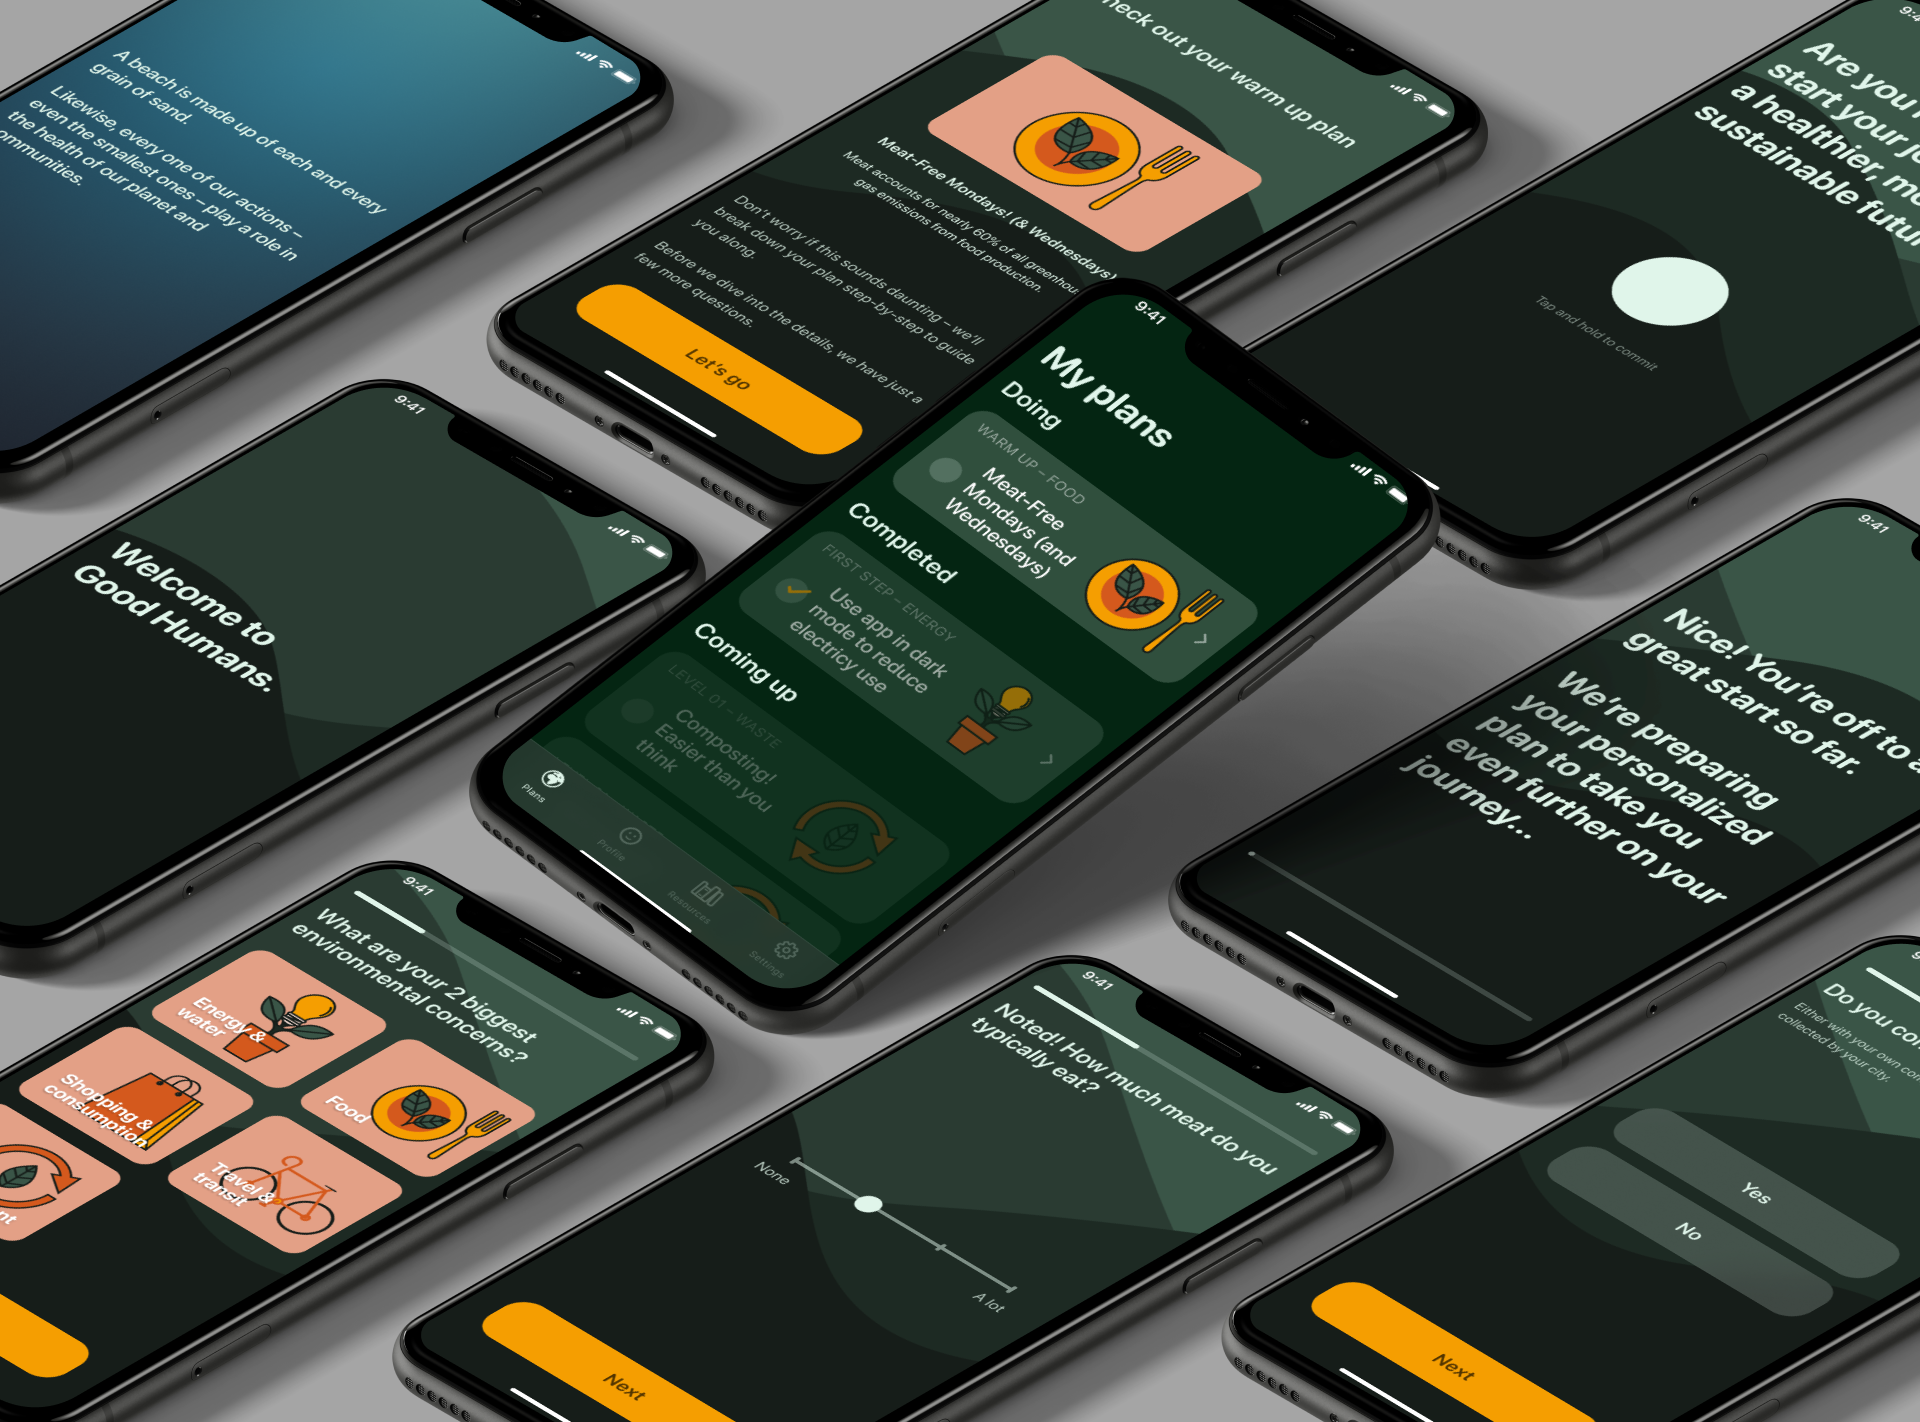 A beach is made up of each and every
grain of sand.
Likewise, every one of our actions –
even the smallest ones – play a role in
the health of our planet and
communities.
Check out your warm up plan
Meat-Free Mondays! (& Wednesdays)
Meat accounts for nearly 60% of all greenhouse
gas emissions from food production.
Don't worry if this sounds daunting – we'll
break down your plan step-by-step to guide
you along.
Before we dive into the details, we have just a
few more questions.
Let's go
9:4
Are you
start your
a healthier,
sustainable future
Tap and hold to commit
9:41
Welcome to
Good Humans.
9:41
My plans
Doing
WARM UP – FOOD
Meat-Free
Mondays (and
Wednesdays)
Completed
FIRST STEP – ENERGY
Use app in dark
mode to reduce
electricy use
Coming up
LEVEL 01 – WASTE
Composting!
Easier than you
think
Plans
Profile
Resources
Settings
9:41
Nice! You're off to a
great start so far.
We're preparing
your personalized
plan to take you
even further on your
journey...
9:41
What are your 2 biggest
environmental concerns?
Energy &
water
Food
Shopping &
consumption
Travel &
transit
nt
9:41
Noted! How much meat do you
typically eat?
None
A lot
Next
9:
Do you
Either with your own
collected by your city.
Yes
No
Next